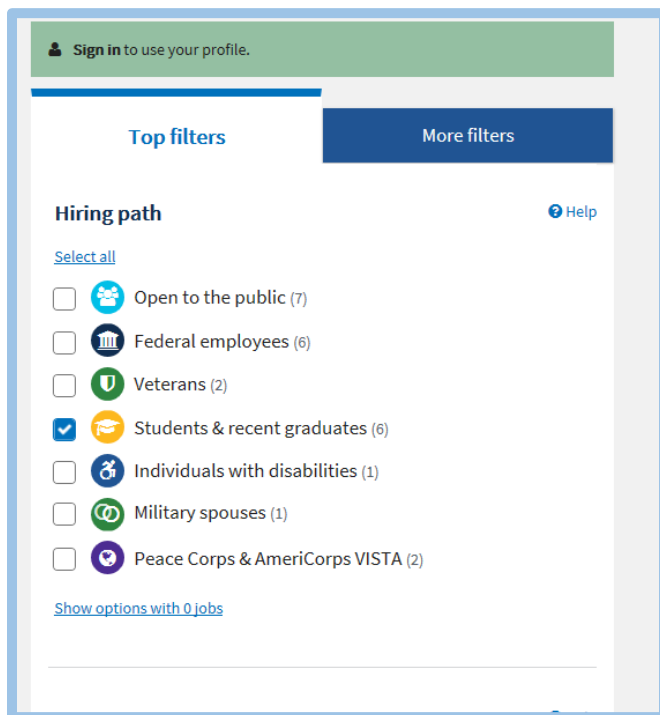 Sign in to use your profile.
Top filters
More filters
Hiring path
Help
Select all
Open to the public (7)
Federal employees (6)
Veterans (2)
Students & recent graduates (6)
Individuals with disabilities (1)
Military spouses (1)
Peace Corps & AmeriCorps VISTA (2)
Show options with 0 jobs